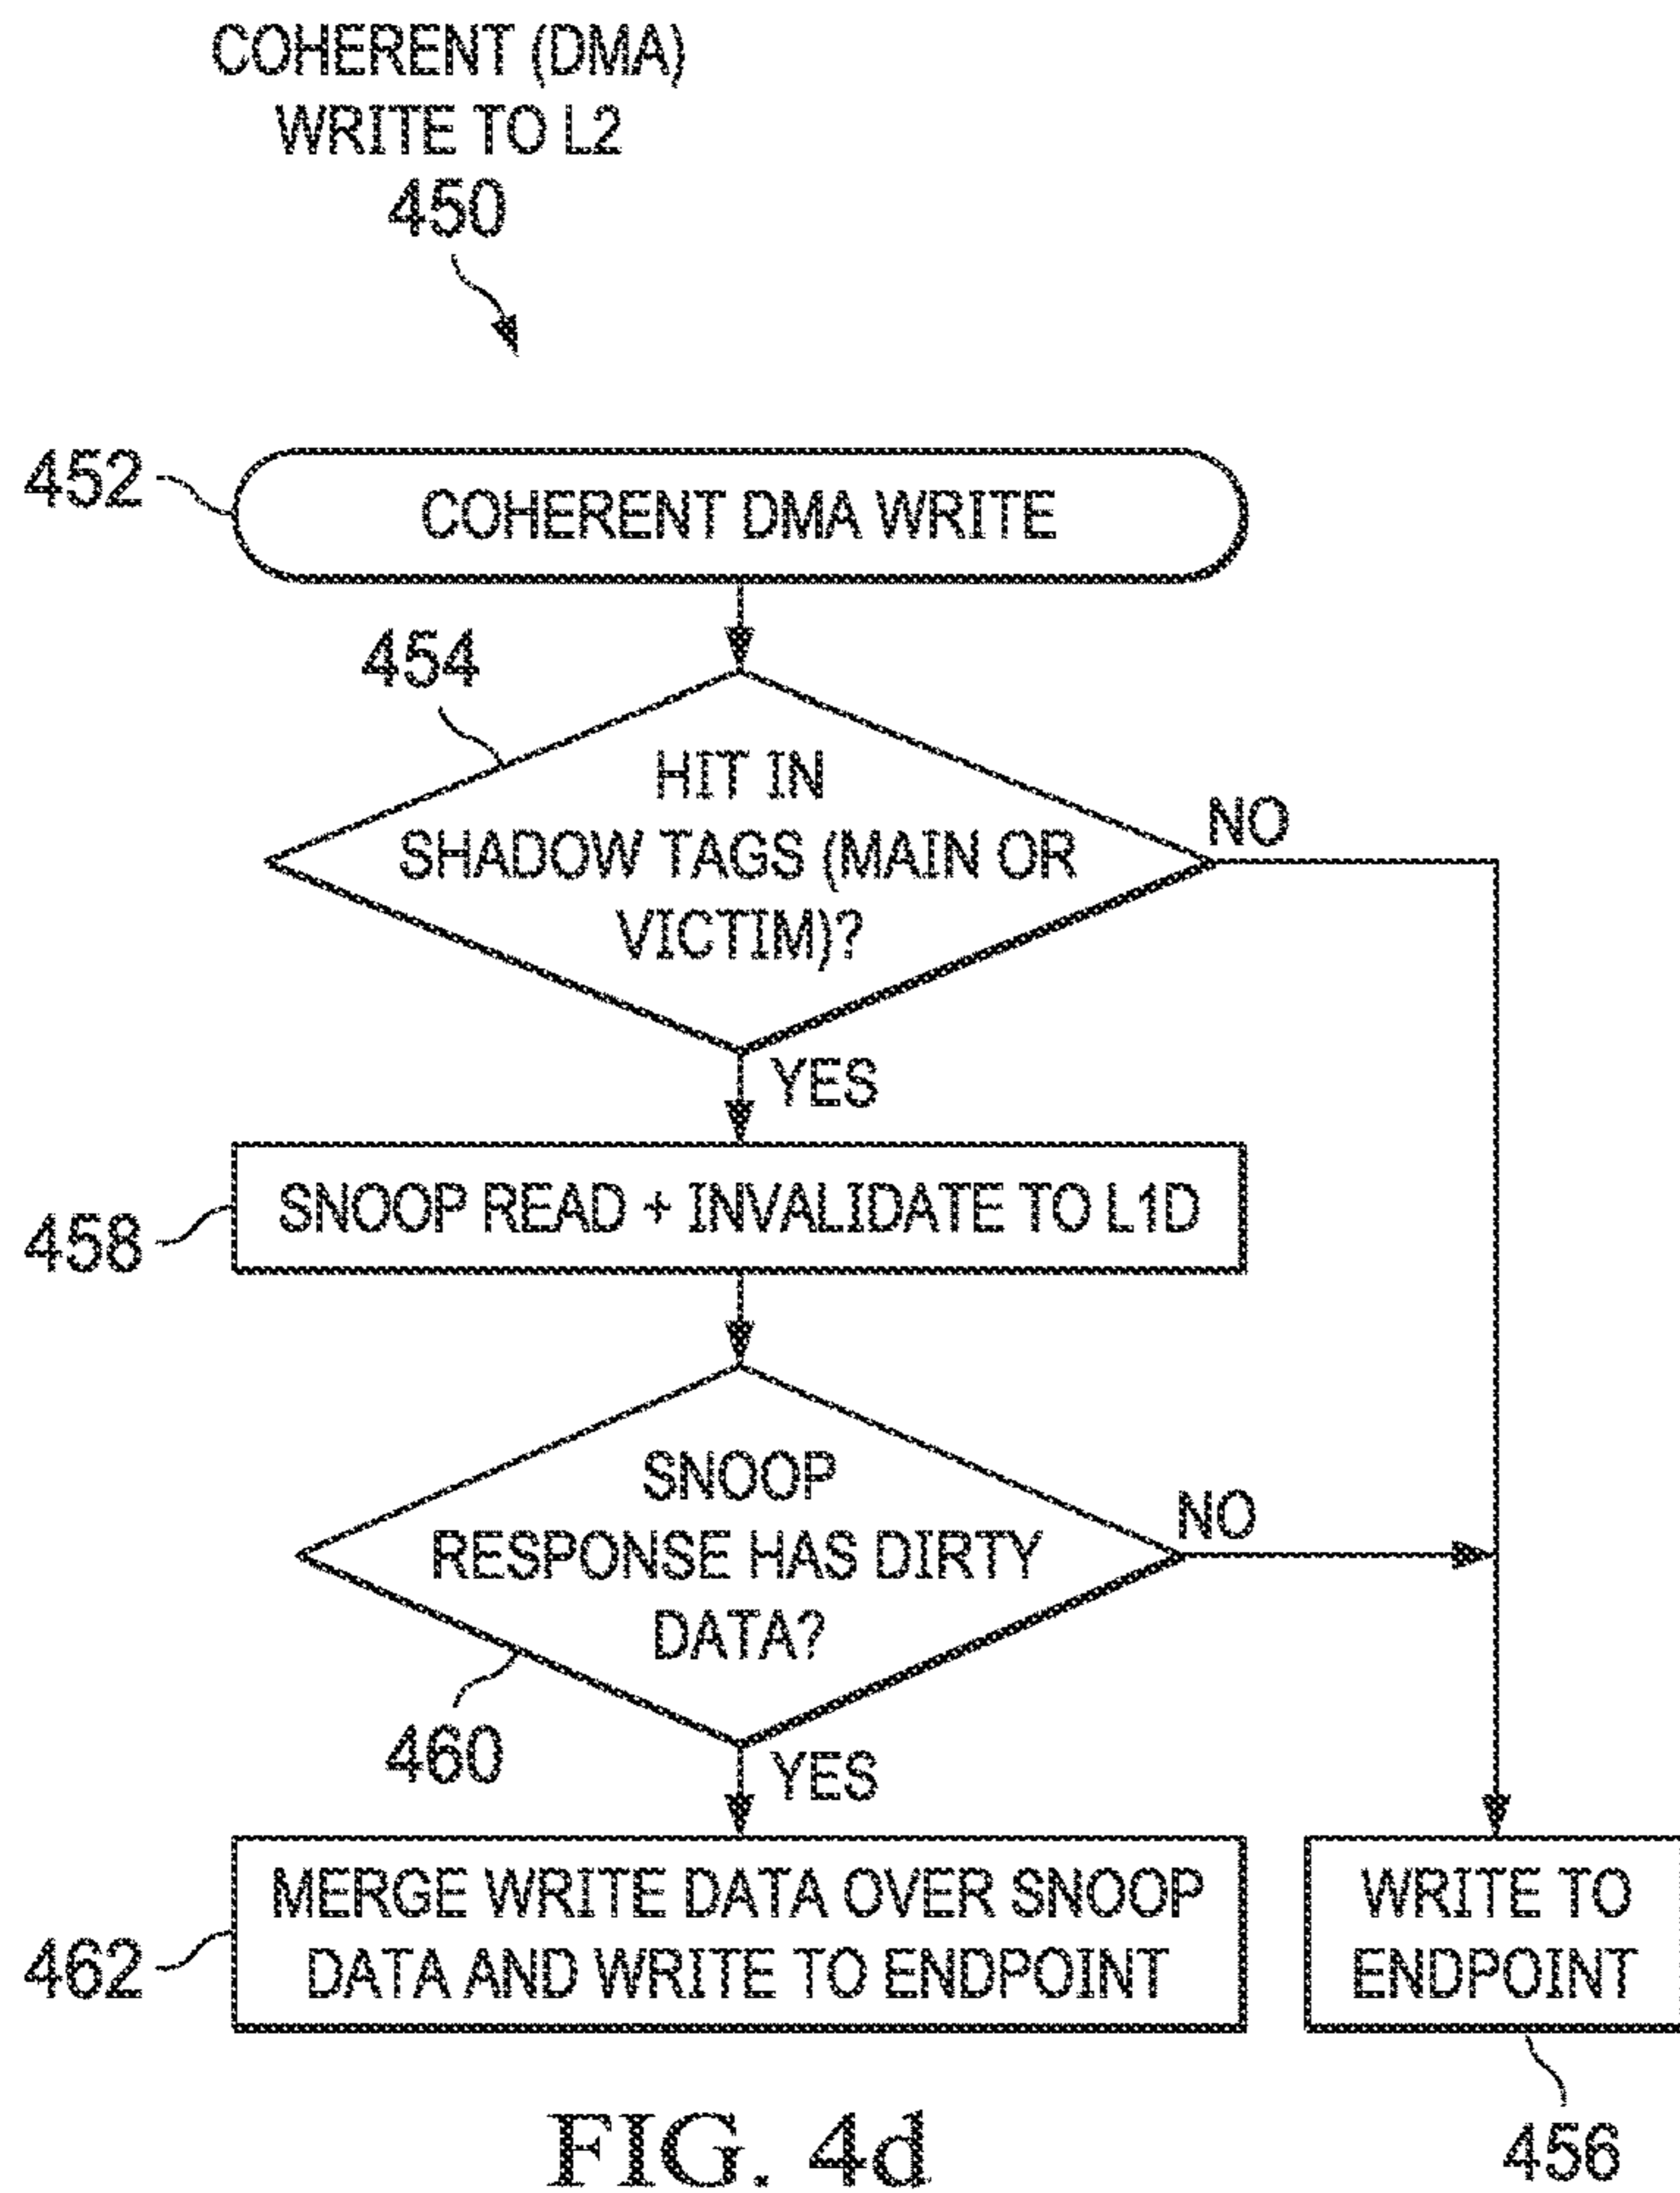 COHERENT (DMA)
WRITE TO L2
450
452
COHERENT DMA WRITE
454
HIT IN
SHADOW TAGS (MAIN OR
VICTIM)?
NO
YES
458
SNOOP READ + INVALIDATE TO L1D
SNOOP
RESPONSE HAS DIRTY
DATA?
NO
460
YES
462
MERGE WRITE DATA OVER SNOOP
DATA AND WRITE TO ENDPOINT
WRITE TO
ENDPOINT
456
FIG. 4d